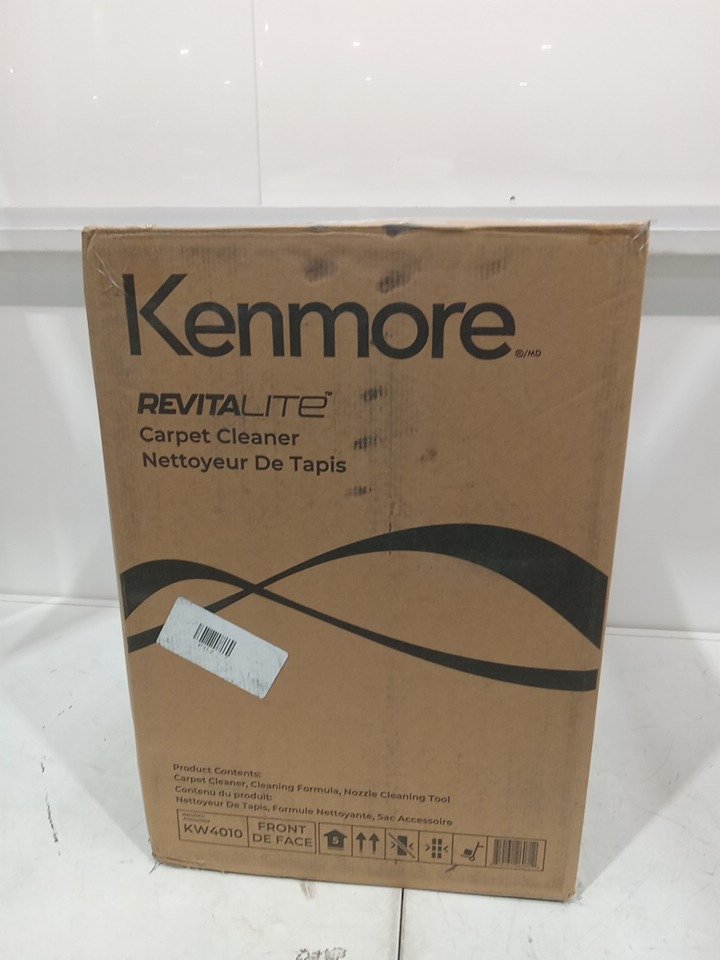 Kenmore
®/MD
REVITALITE™
Carpet Cleaner
Nettoyeur De Tapis
Product Contents:
Carpet Cleaner, Cleaning Formula, Nozzle Cleaning Tool
Contenu du produit:
Nettoyeur De Tapis, Formule Nettoyante, Sac Accessoire
KW4010
FRONT
DE FACE
5